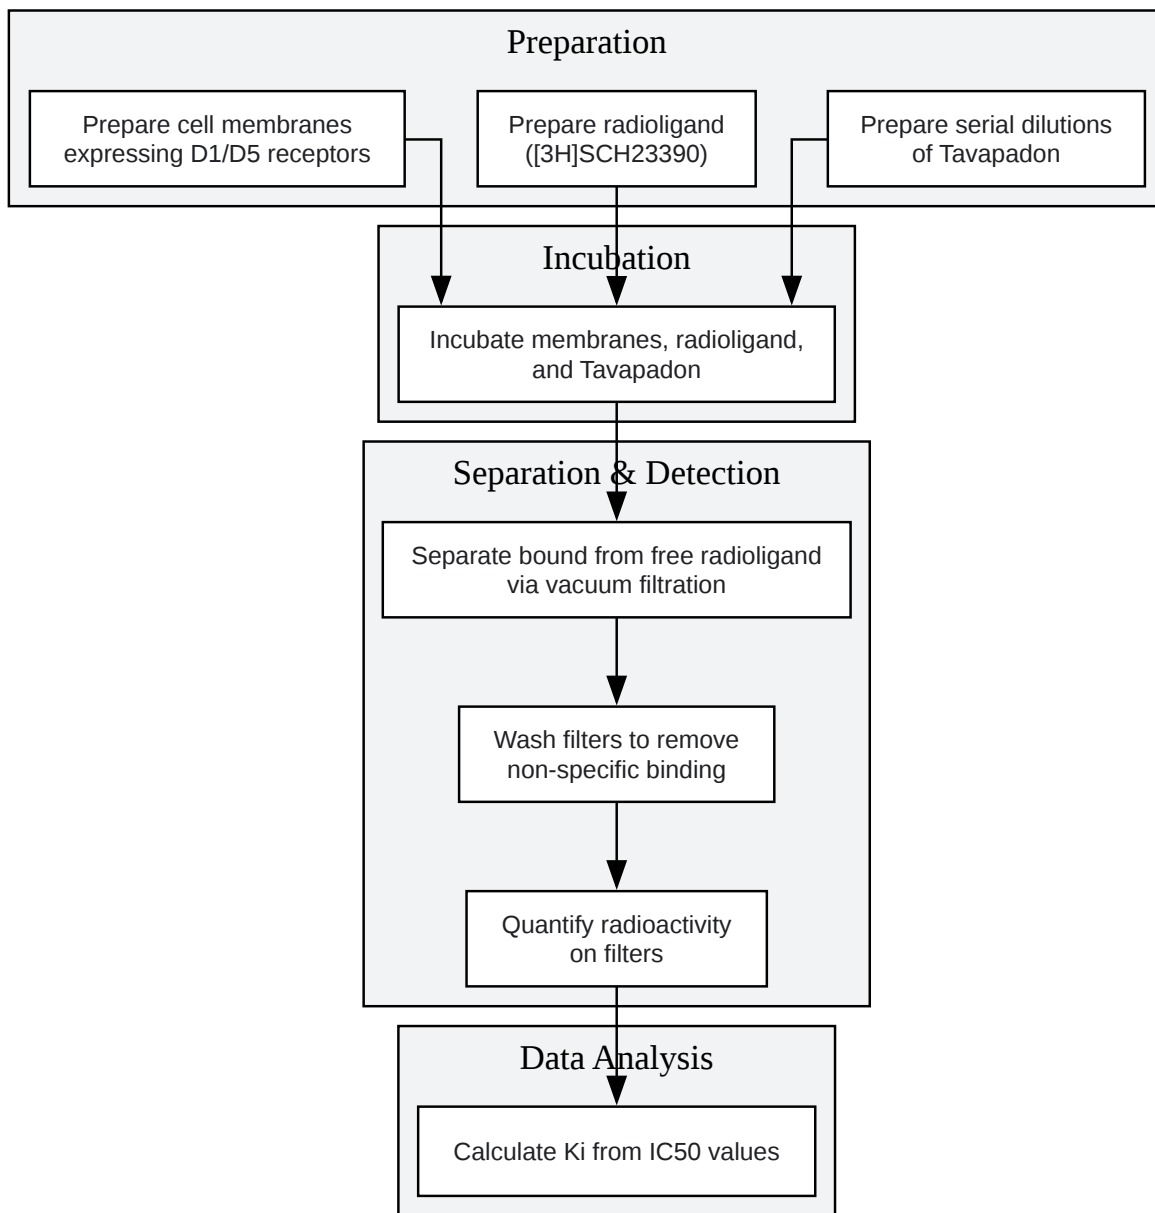 Preparation
Prepare cell membranes
expressing D1/D5 receptors
Prepare radioligand
([3H]SCH23390)
Prepare serial dilutions
of Tavapadon
Incubation
Incubate membranes, radioligand,
and Tavapadon
Separation & Detection
Separate bound from free radioligand
via vacuum filtration
Wash filters to remove
non-specific binding
Quantify radioactivity
on filters
Data Analysis
Calculate Ki from IC50 values